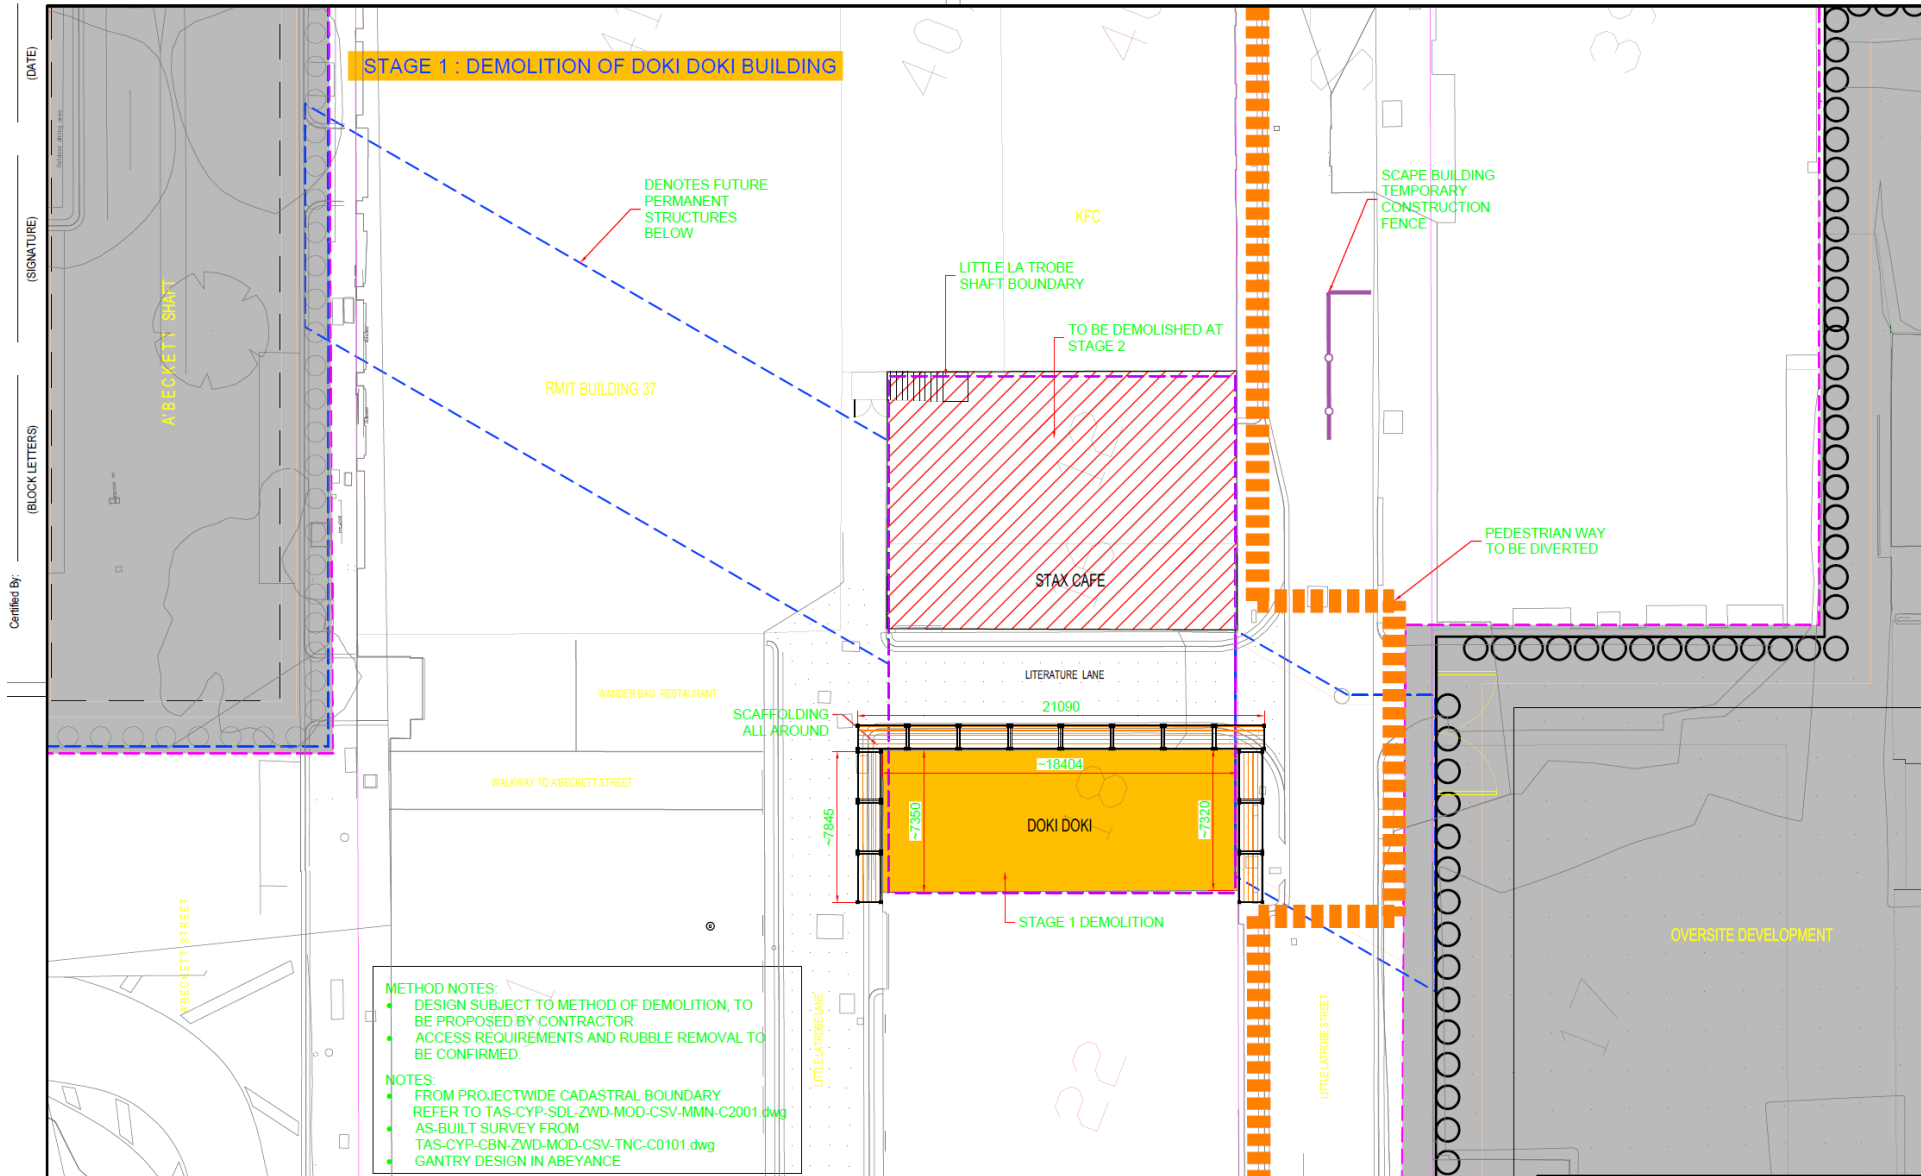 STAGE 1 : DEMOLITION OF DOKI DOKI BUILDING
(DATE)
(SIGNATURE)
(BLOCK LETTERS)
Certified By:
A'BECKETT SHAFT
DENOTES FUTURE
PERMANENT
STRUCTURES
BELOW
KFC
SCAPE BUILDING
TEMPORARY
CONSTRUCTION
FENCE
LITTLE LA TROBE
SHAFT BOUNDARY
TO BE DEMOLISHED AT
STAGE 2
RMIT BUILDING 37
PEDESTRIAN WAY
TO BE DIVERTED
STAX CAFE
LITERATURE LANE
WANDER BAO RESTAURANT
SCAFFOLDING
ALL AROUND
21090
~18404
WALKWAY TO A'BECKETT STREET
~7845
~7350
~7320
DOKI DOKI
STAGE 1 DEMOLITION
OVERSITE DEVELOPMENT
A'BECKETT STREET
LITTLE LATROBE LANE
LITTLE LATROBE STREET
METHOD NOTES:
• DESIGN SUBJECT TO METHOD OF DEMOLITION, TO
BE PROPOSED BY CONTRACTOR
• ACCESS REQUIREMENTS AND RUBBLE REMOVAL TO
BE CONFIRMED.
NOTES:
• FROM PROJECTWIDE CADASTRAL BOUNDARY
REFER TO TAS-CYP-SDL-ZWD-MOD-CSV-MMN-C2001.dwg
• AS-BUILT SURVEY FROM
TAS-CYP-CBN-ZWD-MOD-CSV-TNC-C0101.dwg
• GANTRY DESIGN IN ABEYANCE